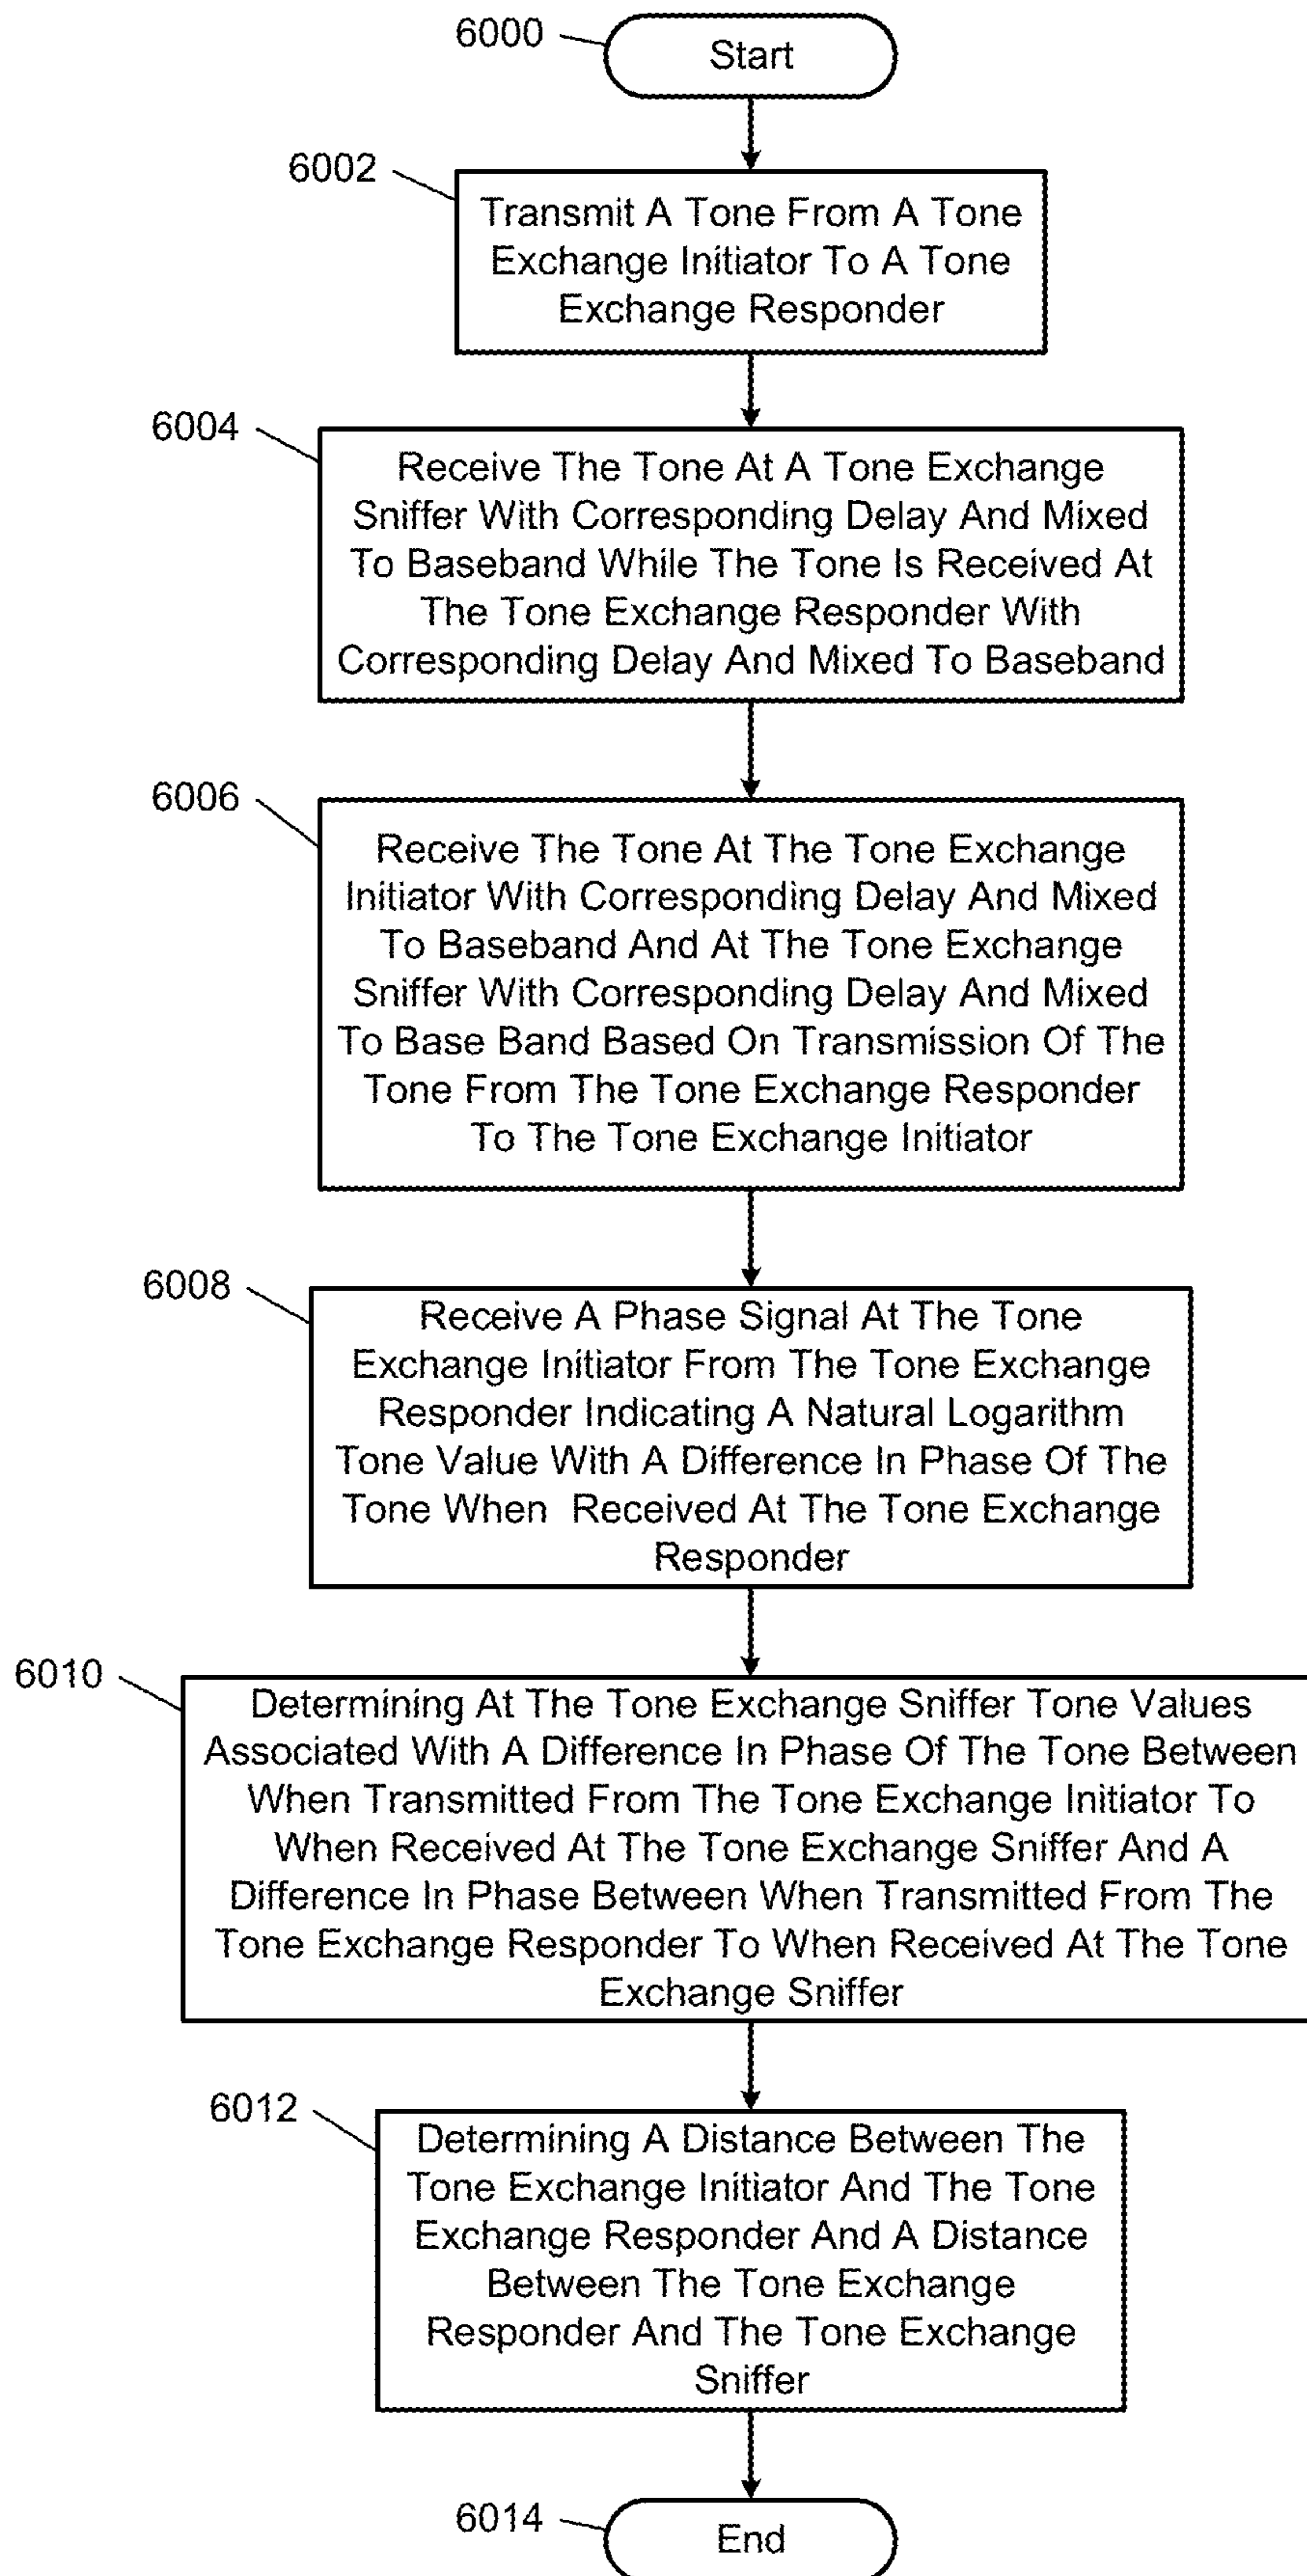 6000
Start
6002
Transmit A Tone From A Tone
Exchange Initiator To A Tone
Exchange Responder
6004
Receive The Tone At A Tone Exchange
Sniffer With Corresponding Delay And Mixed
To Baseband While The Tone Is Received At
The Tone Exchange Responder With
Corresponding Delay And Mixed To Baseband
6006
Receive The Tone At The Tone Exchange
Initiator With Corresponding Delay And Mixed
To Baseband And At The Tone Exchange
Sniffer With Corresponding Delay And Mixed
To Base Band Based On Transmission Of The
Tone From The Tone Exchange Responder
To The Tone Exchange Initiator
6008
Receive A Phase Signal At The Tone
Exchange Initiator From The Tone Exchange
Responder Indicating A Natural Logarithm
Tone Value With A Difference In Phase Of The
Tone When Received At The Tone Exchange
Responder
6010
Determining At The Tone Exchange Sniffer Tone Values
Associated With A Difference In Phase Of The Tone Between
When Transmitted From The Tone Exchange Initiator To
When Received At The Tone Exchange Sniffer And A
Difference In Phase Between When Transmitted From The
Tone Exchange Responder To When Received At The Tone
Exchange Sniffer
6012
Determining A Distance Between The
Tone Exchange Initiator And The Tone
Exchange Responder And A Distance
Between The Tone Exchange
Responder And The Tone Exchange
Sniffer
6014
End